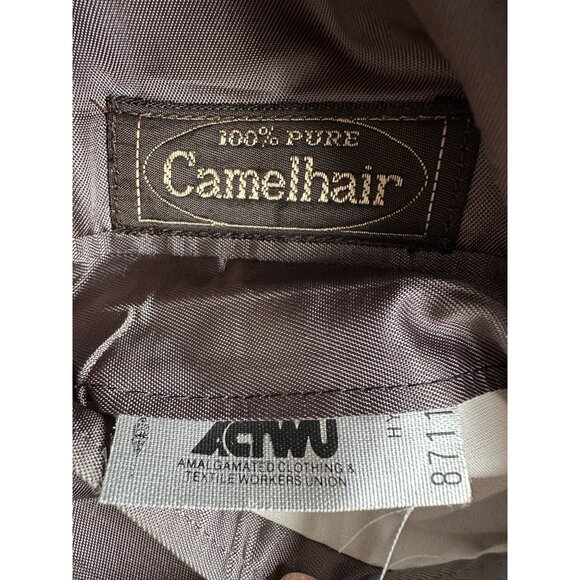 100% PURE
Camelhair
ACTWU
AMALGAMATED CLOTHING &
TEXTILE WORKERS UNION
8711